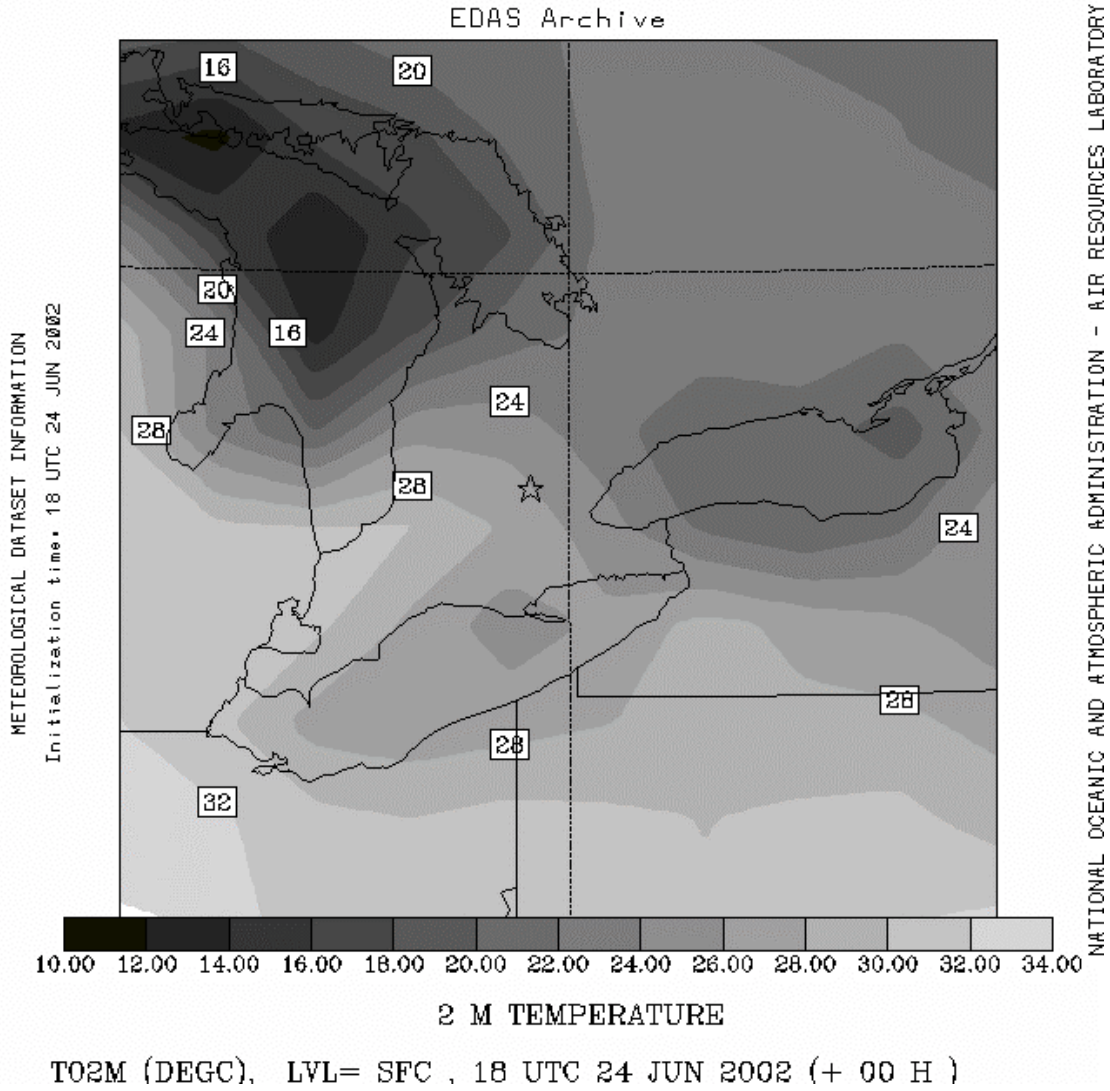 EDAS Archive
METEOROLOGICAL DATASET INFORMATION
Initialization time: 18 UTC 24 JUN 2002
NATIONAL OCEANIC AND ATMOSPHERIC ADMINISTRATION - AIR RESOURCES LABORATORY
16
20
20
24
16
24
28
28
24
28
28
32
10.00 12.00 14.00 16.00 18.00 20.00 22.00 24.00 26.00 28.00 30.00 32.00 34.00
2 M TEMPERATURE
T02M (DEGC), LVL= SFC , 18 UTC 24 JUN 2002 (+ 00 H )